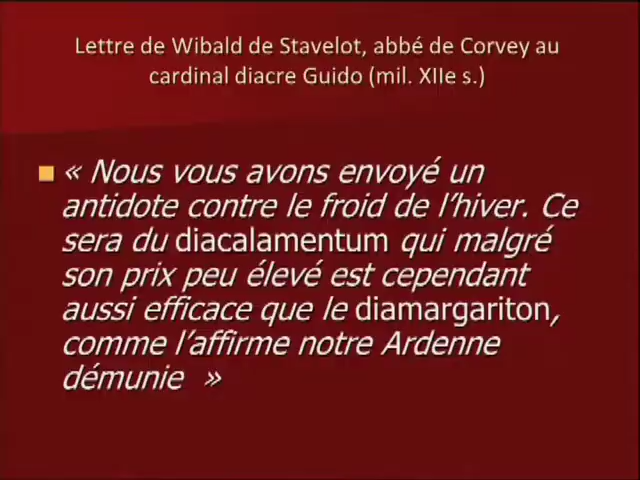 Lettre de Wibald de Stavelot, abbé de Corvey au
cardinal diacre Guido (mil. XIIe s.)
« Nous vous avons envoyé un
antidote contre le froid de l’hiver. Ce
sera du diacalamentum qui malgré
son prix peu élevé est cependant
aussi efficace que le diamargariton,
comme l’affirme notre Ardenne
démunie »